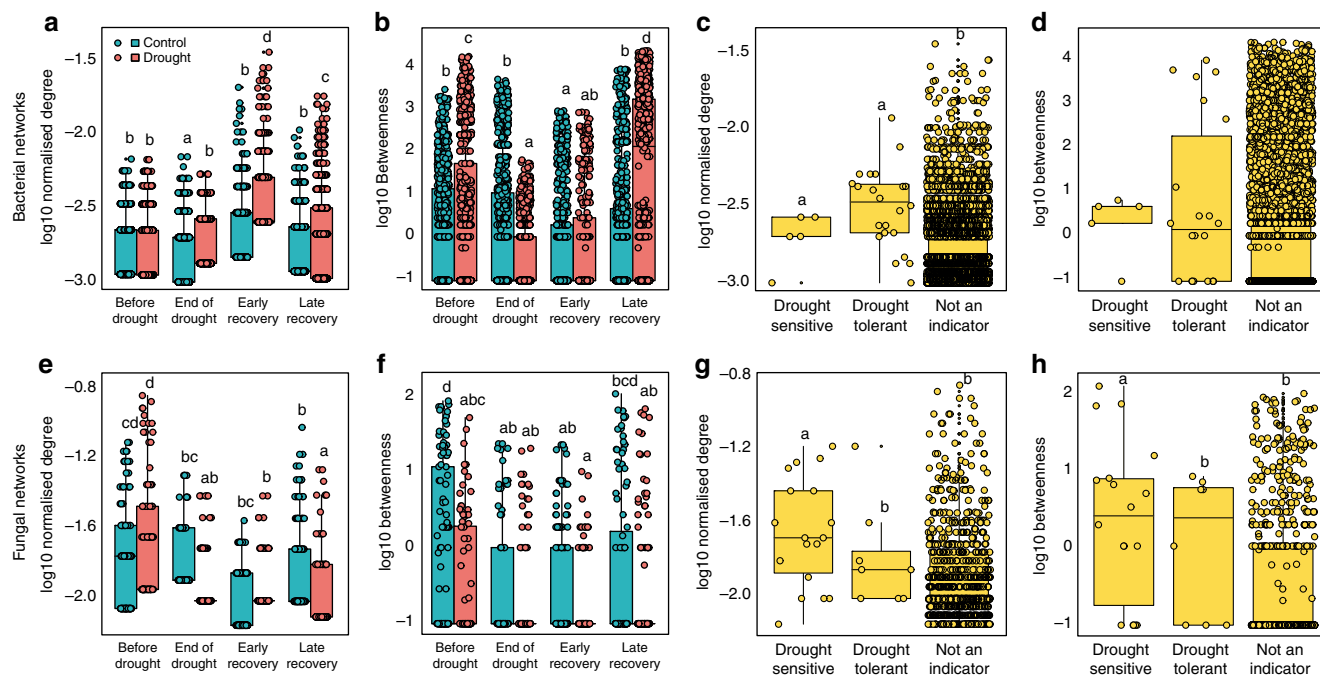 a
Bacterial networks
log10 normalised degree
−1.5
−2.0
−2.5
−3.0
Control
Drought
b b a b b d b c
Before drought
End of drought
Early recovery
Late recovery
b
log10 Betweenness
4
3
2
1
0
−1
b c b a a ab b d
Before drought
End of drought
Early recovery
Late recovery
c
log10 normalised degree
−1.5
−2.0
−2.5
−3.0
a a b
Drought sensitive
Drought tolerant
Not an indicator
d
log10 betweenness
4
3
2
1
0
−1
Drought sensitive
Drought tolerant
Not an indicator
e
Fungal networks
log10 normalised degree
−0.8
−1.2
−1.6
−2.0
cd d bc ab bc b b a
Before drought
End of drought
Early recovery
Late recovery
f
log10 betweenness
2
1
0
−1
d abc ab ab ab a bcd ab
Before drought
End of drought
Early recovery
Late recovery
g
log10 normalised degree
−0.8
−1.2
−1.6
−2.0
a b b
Drought sensitive
Drought tolerant
Not an indicator
h
log10 betweenness
2
1
0
−1
a b b
Drought sensitive
Drought tolerant
Not an indicator